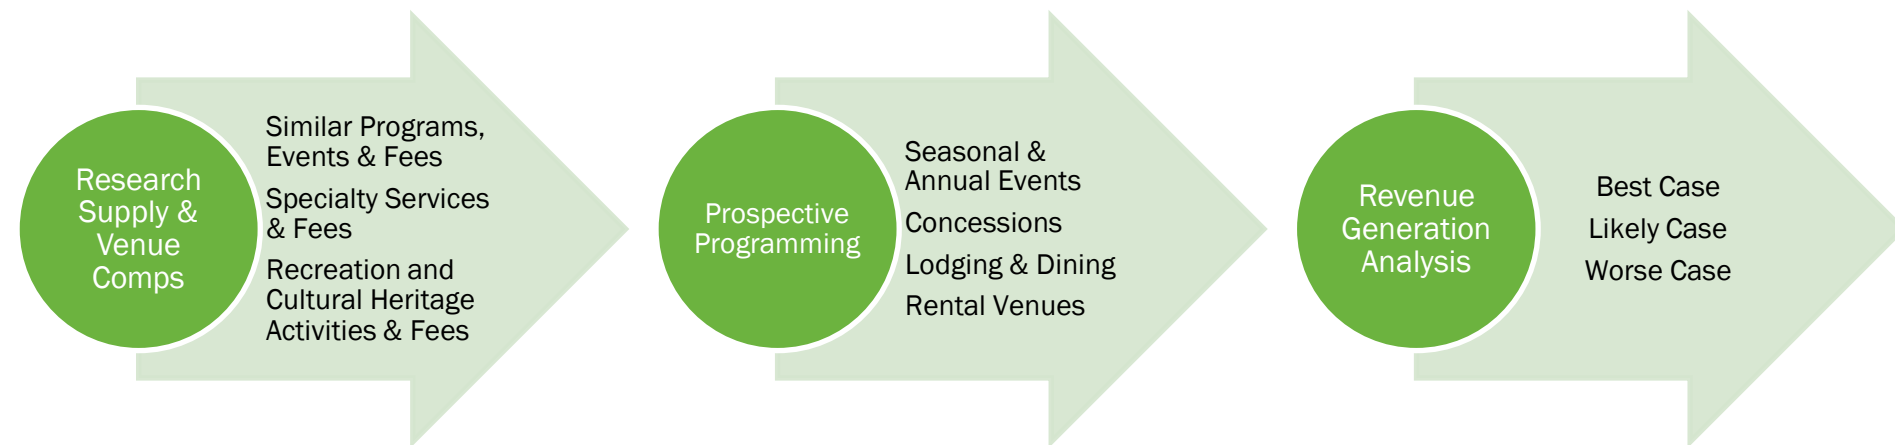 Research
Supply &
Venue
Comps
Similar Programs,
Events & Fees
Specialty Services
& Fees
Recreation and
Cultural Heritage
Activities & Fees
Prospective
Programming
Seasonal &
Annual Events
Concessions
Lodging & Dining
Rental Venues
Revenue
Generation
Analysis
Best Case
Likely Case
Worse Case